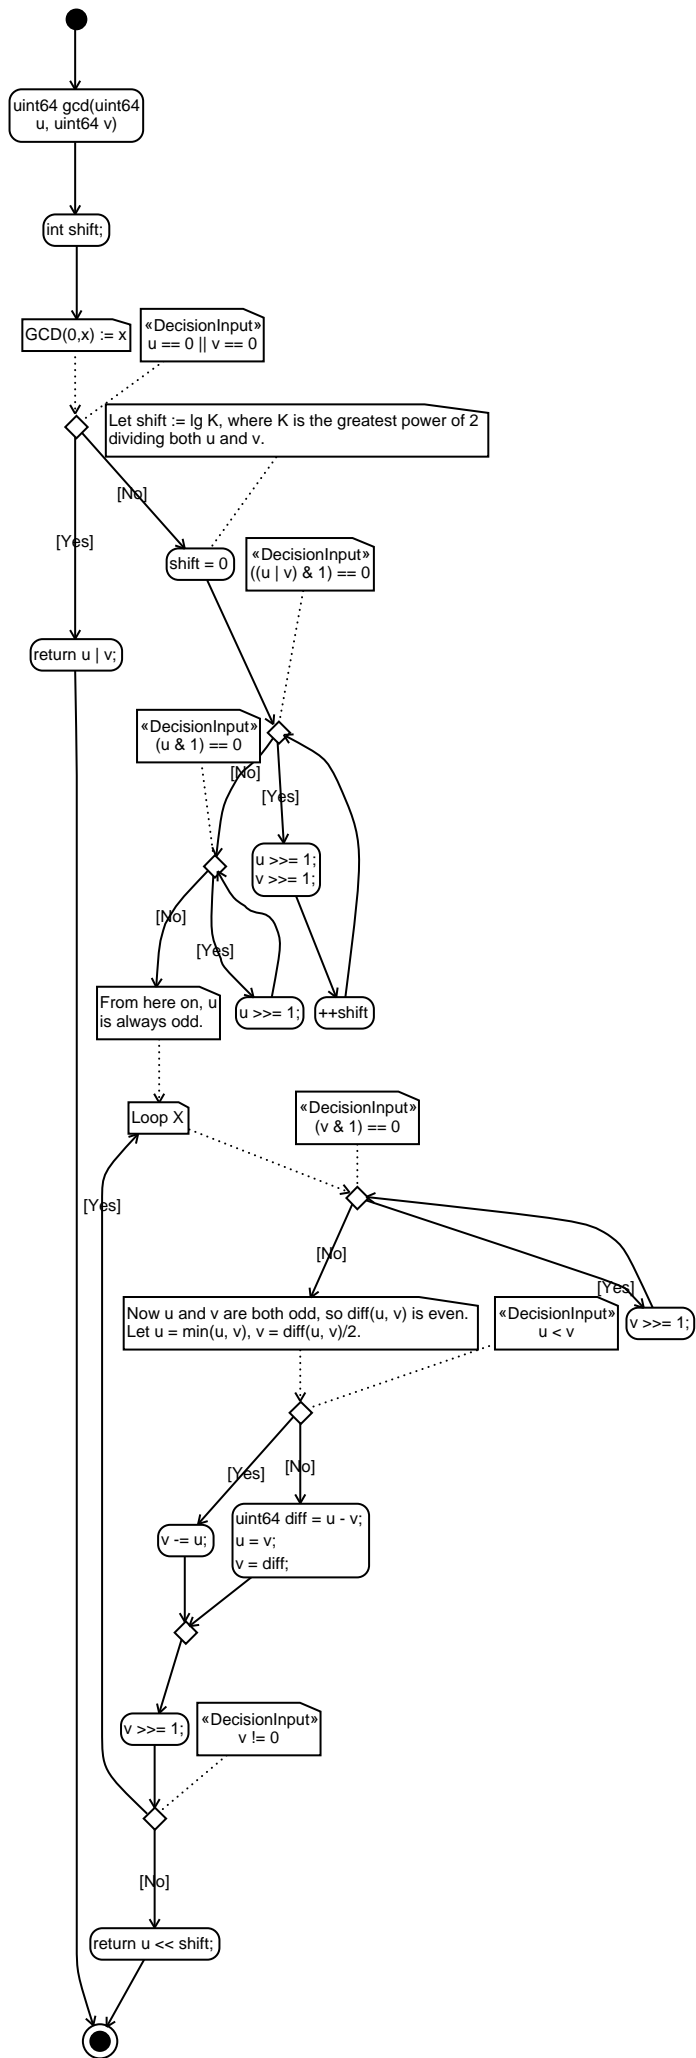 uint64 gcd(uint64
u, uint64 v)
int shift;
GCD(0,x) := x
«DecisionInput»
u == 0 || v == 0
Let shift := lg K, where K is the greatest power of 2
dividing both u and v.
[No]
[Yes]
shift = 0
«DecisionInput»
((u | v) & 1) == 0
return u | v;
«DecisionInput»
(u & 1) == 0
[No]
[Yes]
u >>= 1;
v >>= 1;
[No]
[Yes]
From here on, u
is always odd.
u >>= 1;
++shift
Loop X
«DecisionInput»
(v & 1) == 0
[Yes]
[No]
[Yes]
Now u and v are both odd, so diff(u, v) is even.
Let u = min(u, v), v = diff(u, v)/2.
«DecisionInput»
u < v
v >>= 1;
[Yes]
[No]
v -= u;
uint64 diff = u - v;
u = v;
v = diff;
v >>= 1;
«DecisionInput»
v != 0
[No]
return u << shift;